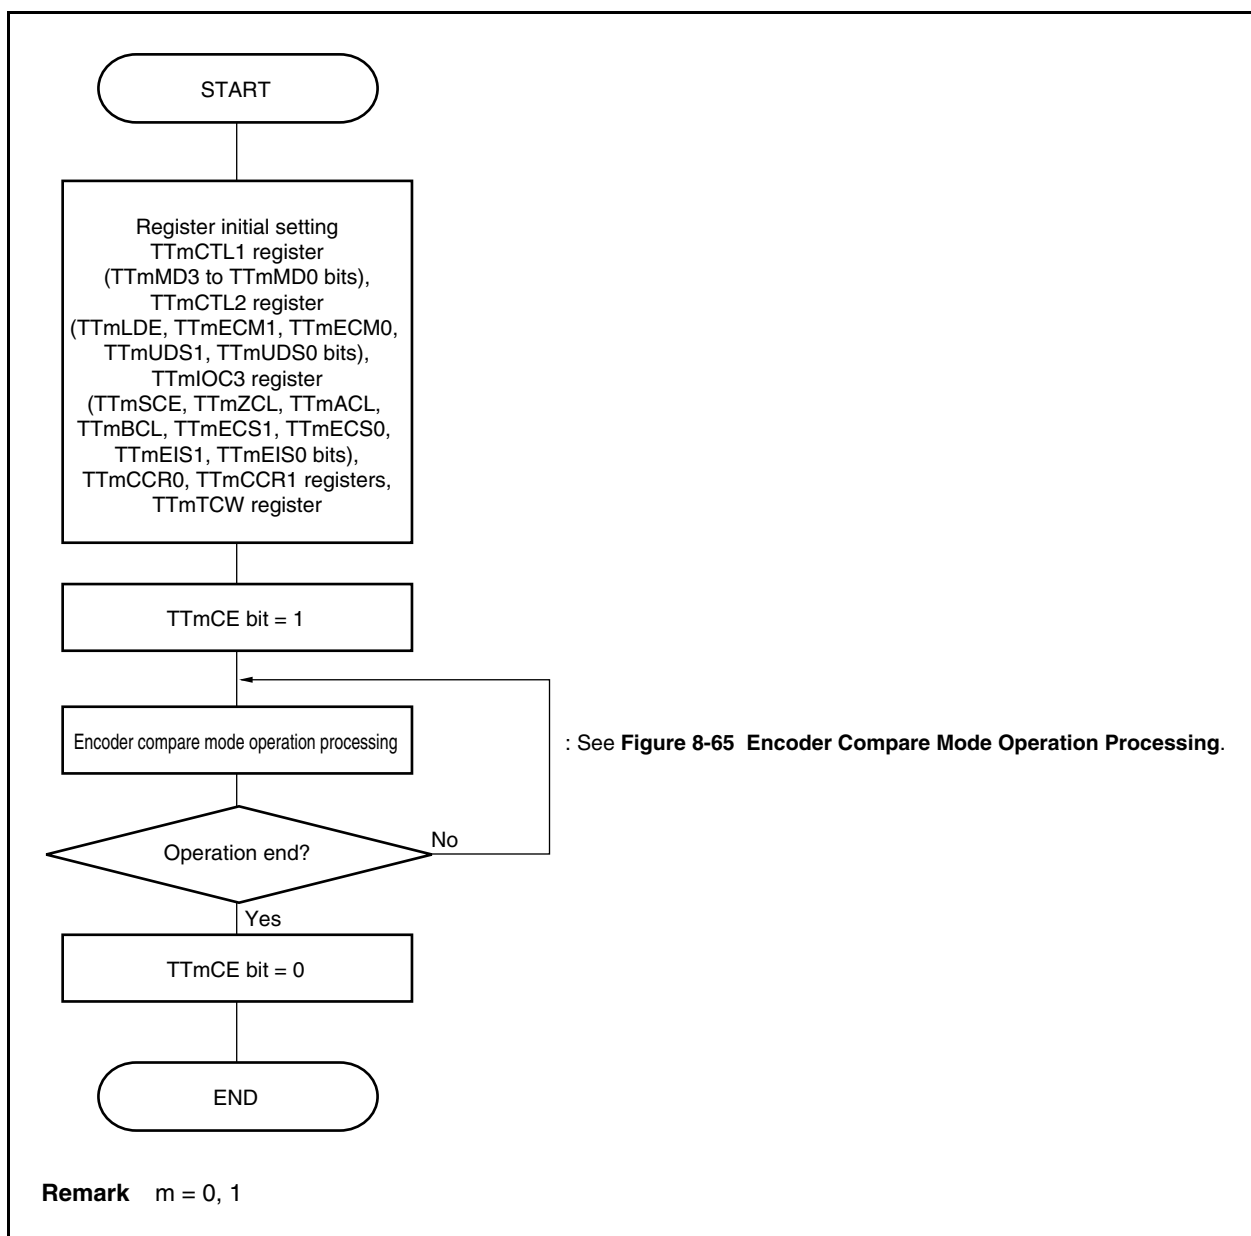 START
Register initial setting
TTmCTL1 register
(TTmMD3 to TTmMD0 bits),
TTmCTL2 register
(TTmLDE, TTmECM1, TTmECM0,
TTmUDS1, TTmUDS0 bits),
TTmIOC3 register
(TTmSCE, TTmZCL, TTmACL,
TTmBCL, TTmECS1, TTmECS0,
TTmEIS1, TTmEIS0 bits),
TTmCCR0, TTmCCR1 registers,
TTmTCW register
TTmCE bit = 1
Encoder compare mode operation processing
: See Figure 8-65 Encoder Compare Mode Operation Processing.
Operation end?
No
Yes
TTmCE bit = 0
END
Remark m = 0, 1